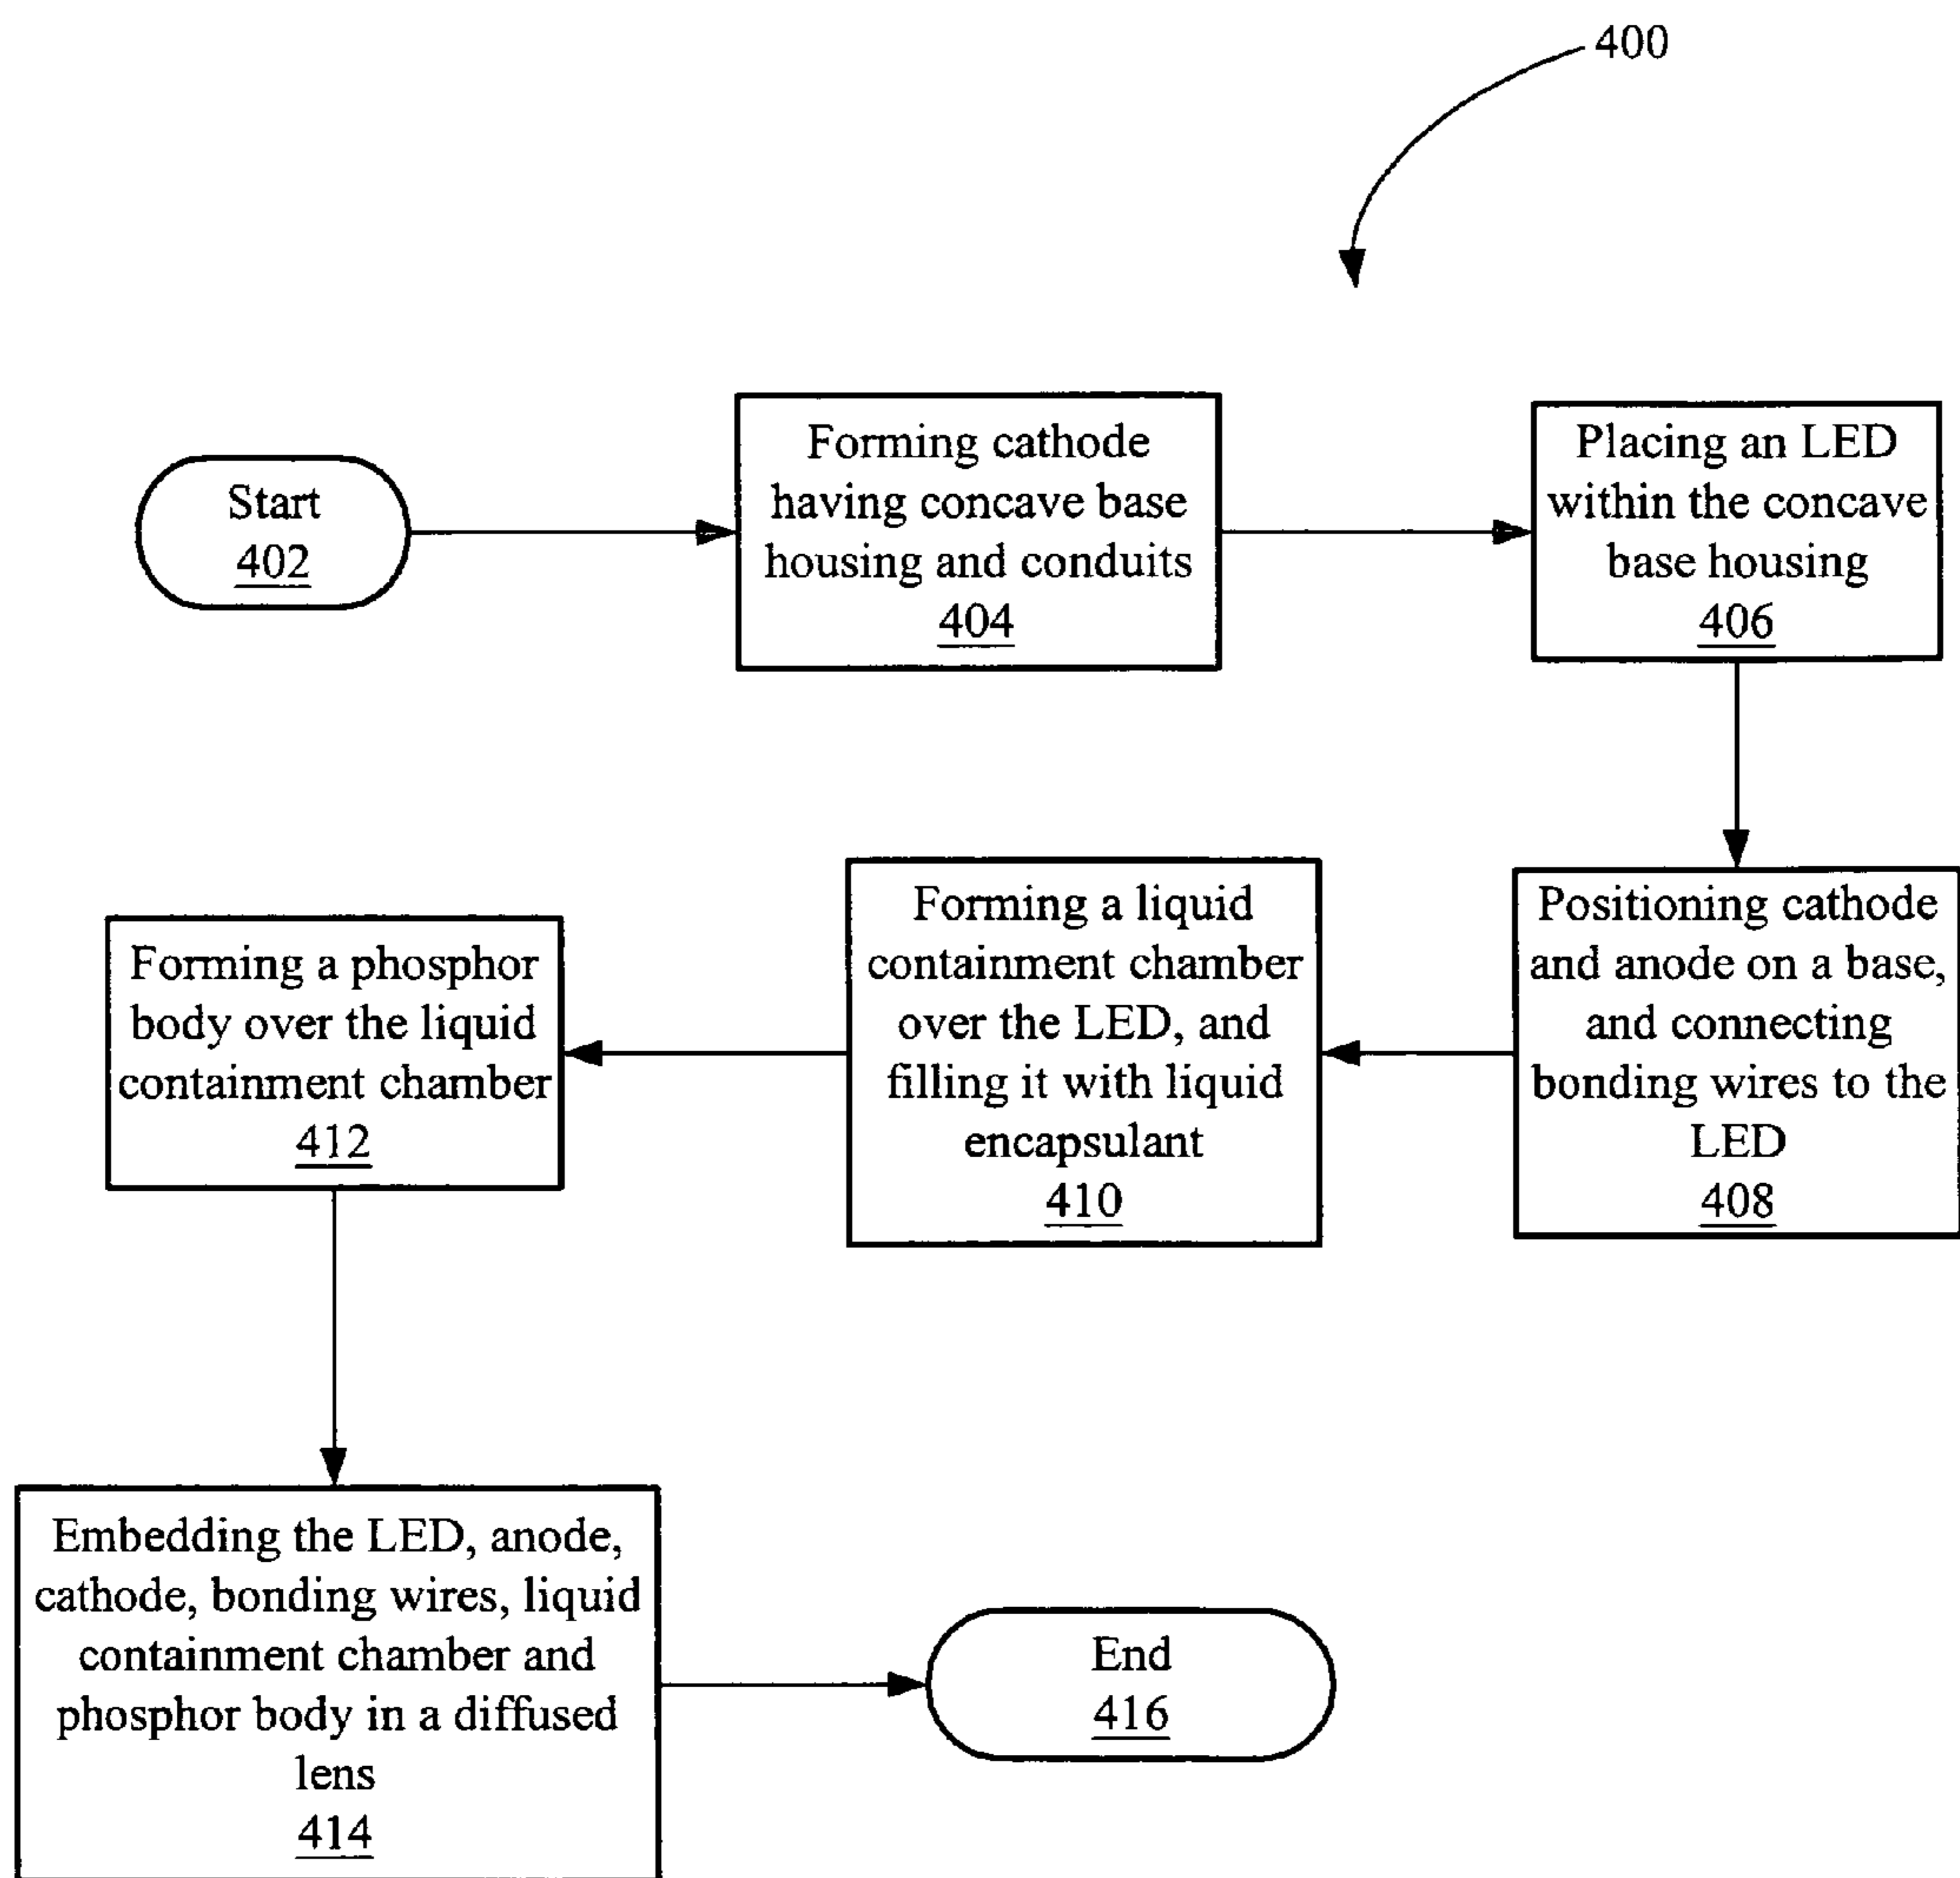 400
Start
402
Forming cathode
having concave base
housing and conduits
404
Placing an LED
within the concave
base housing
406
Positioning cathode
and anode on a base,
and connecting
bonding wires to the
LED
408
Forming a liquid
containment chamber
over the LED, and
filling it with liquid
encapsulant
410
Forming a phosphor
body over the liquid
containment chamber
412
Embedding the LED, anode,
cathode, bonding wires, liquid
containment chamber and
phosphor body in a diffused
lens
414
End
416